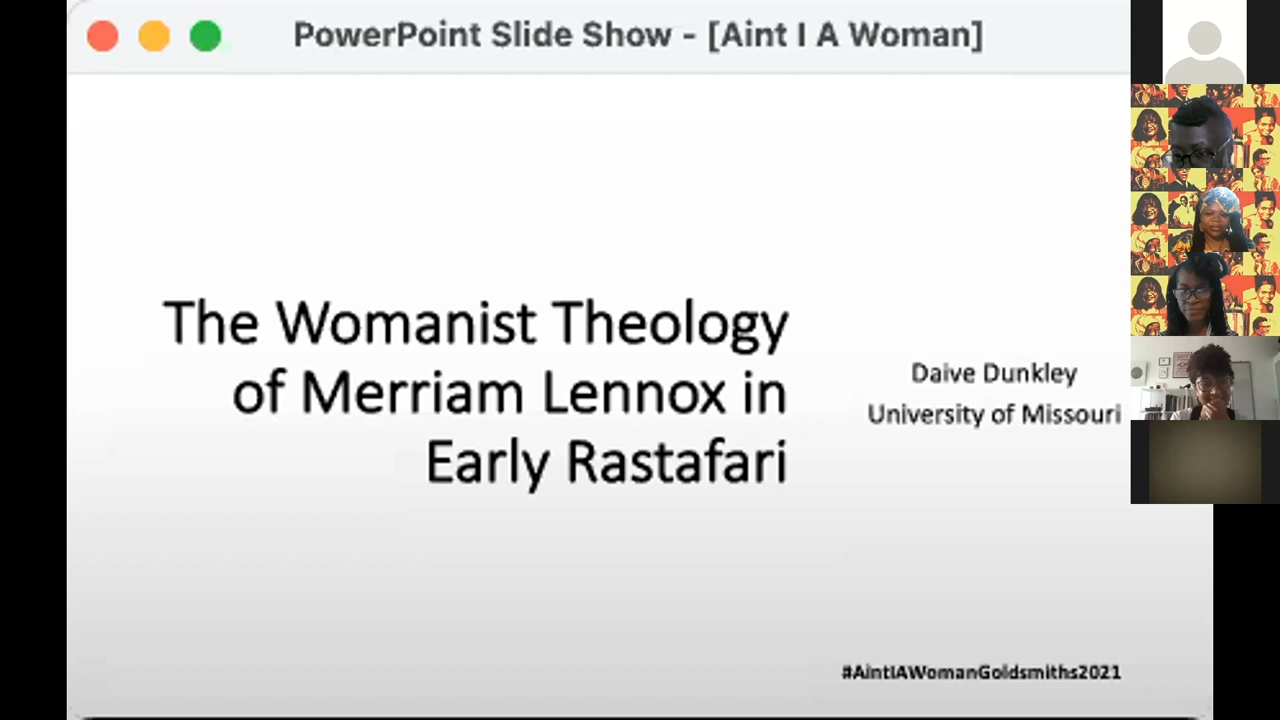 PowerPoint Slide Show - [Aint I A Woman]
The Womanist Theology
of Merriam Lennox in
Early Rastafari
Daive Dunkley
University of Missouri
#AintIAWomanGoldsmiths2021